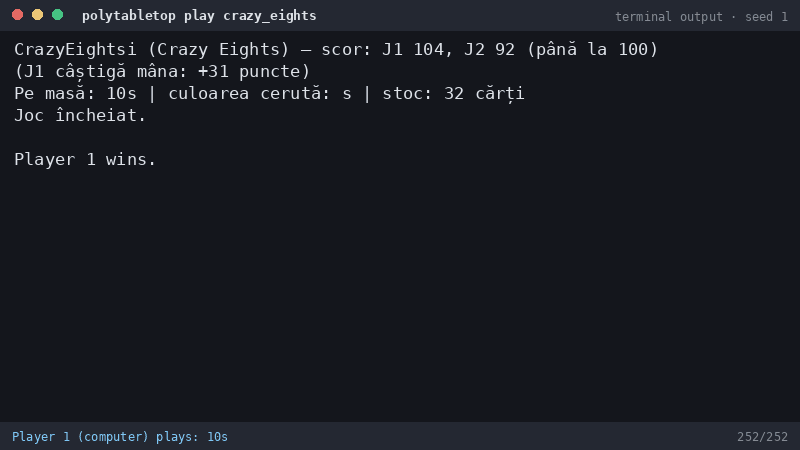 polytabletop play crazy_eights
terminal output · seed 1
CrazyEightsi (Crazy Eights) — scor: J1 104, J2 92 (până la 100)
(J1 câștigă mâna: +31 puncte)
Pe masă: 10s | culoarea cerută: s | stoc: 32 cărți
Joc încheiat.
Player 1 wins.
Player 1 (computer) plays: 10s
252/252